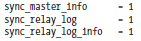 sync_master_info = 1
sync_relay_log = 1
sync_relay_log_info = 1